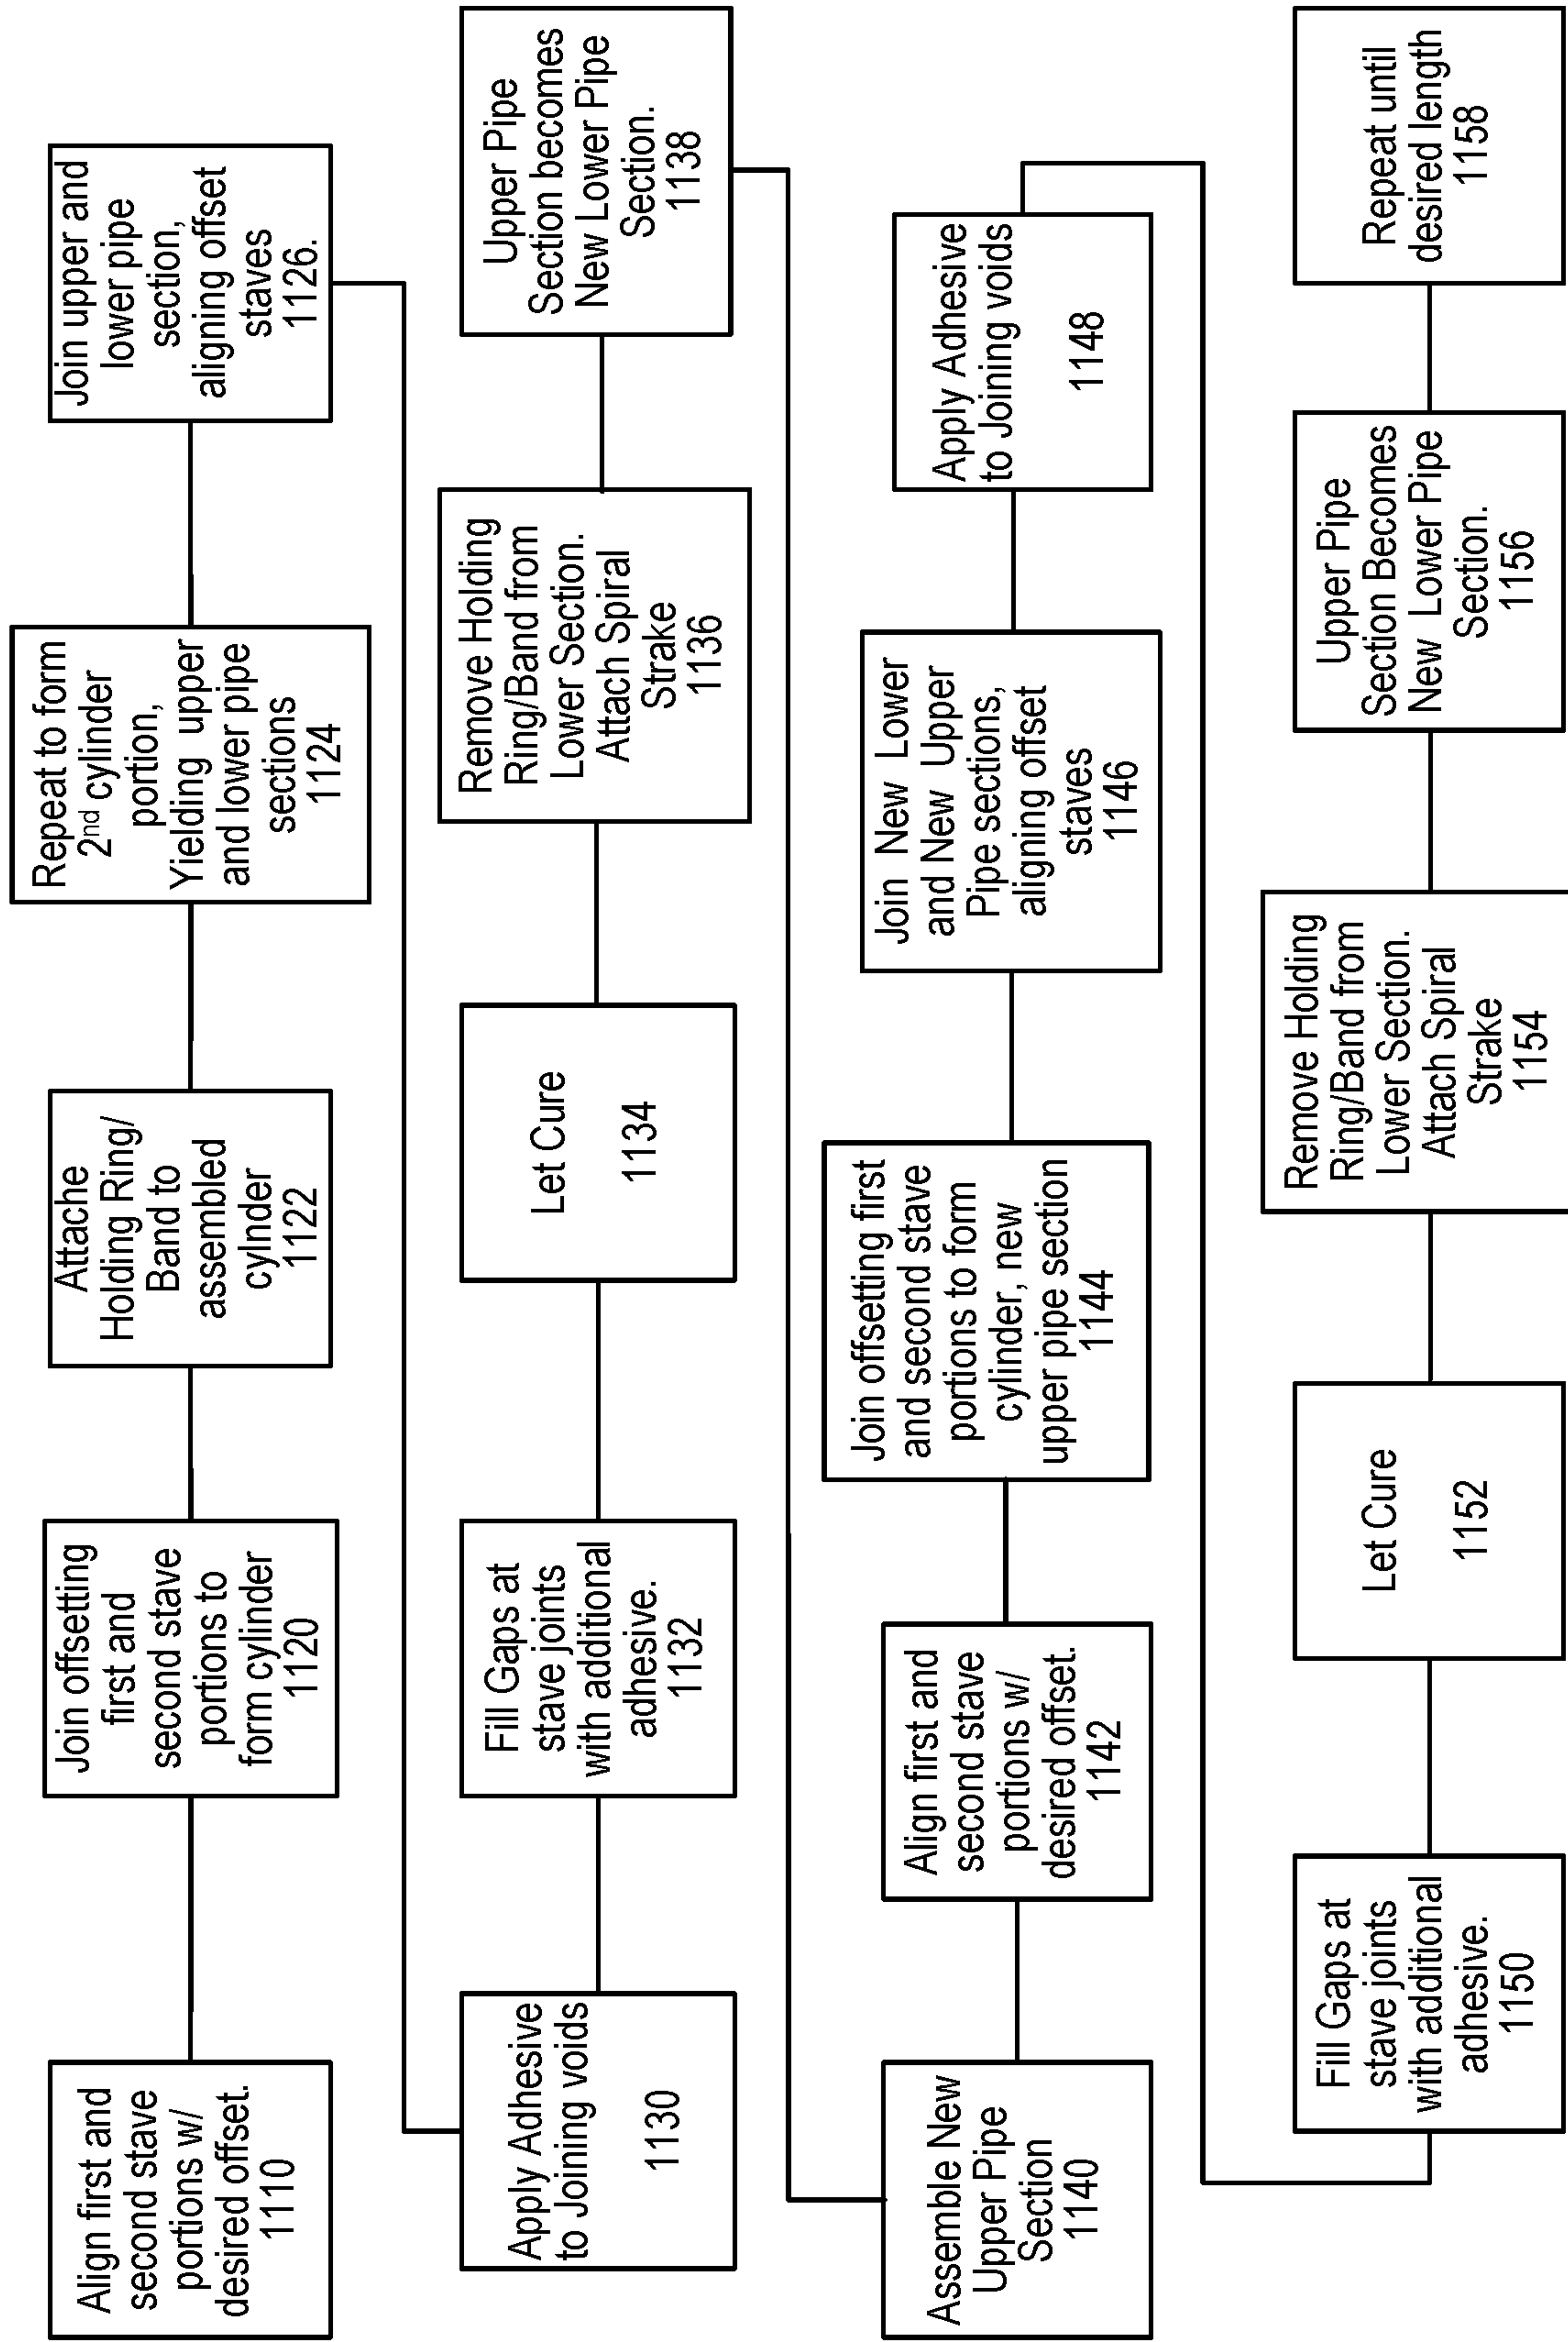 Align first and
second stave
portions w/
desired offset.
1110
Join offsetting
first and
second stave
portions to
form cylinder
1120
Attache
Holding Ring/
Band to
assembled
cylnder
1122
Repeat to form
2nd cylinder
portion,
Yielding upper
and lower pipe
sections
1124
Join upper and
lower pipe
section,
aligning offset
staves
1126.
Apply Adhesive
to Joining voids
1130
Fill Gaps at
stave joints
with additional
adhesive.
1132
Let Cure
1134
Remove Holding
Ring/Band from
Lower Section.
Attach Spiral
Strake
1136
Upper Pipe
Section becomes
New Lower Pipe
Section.
1138
Assemble New
Upper Pipe
Section
1140
Align first and
second stave
portions w/
desired offset.
1142
Join offsetting first
and second stave
portions to form
cylinder, new
upper pipe section
1144
Join New Lower
and New Upper
Pipe sections,
aligning offset
staves
1146
Apply Adhesive
to Joining voids
1148
Fill Gaps at
stave joints
with additional
adhesive.
1150
Let Cure
1152
Remove Holding
Ring/Band from
Lower Section.
Attach Spiral
Strake
1154
Upper Pipe
Section Becomes
New Lower Pipe
Section.
1156
Repeat until
desired length
1158